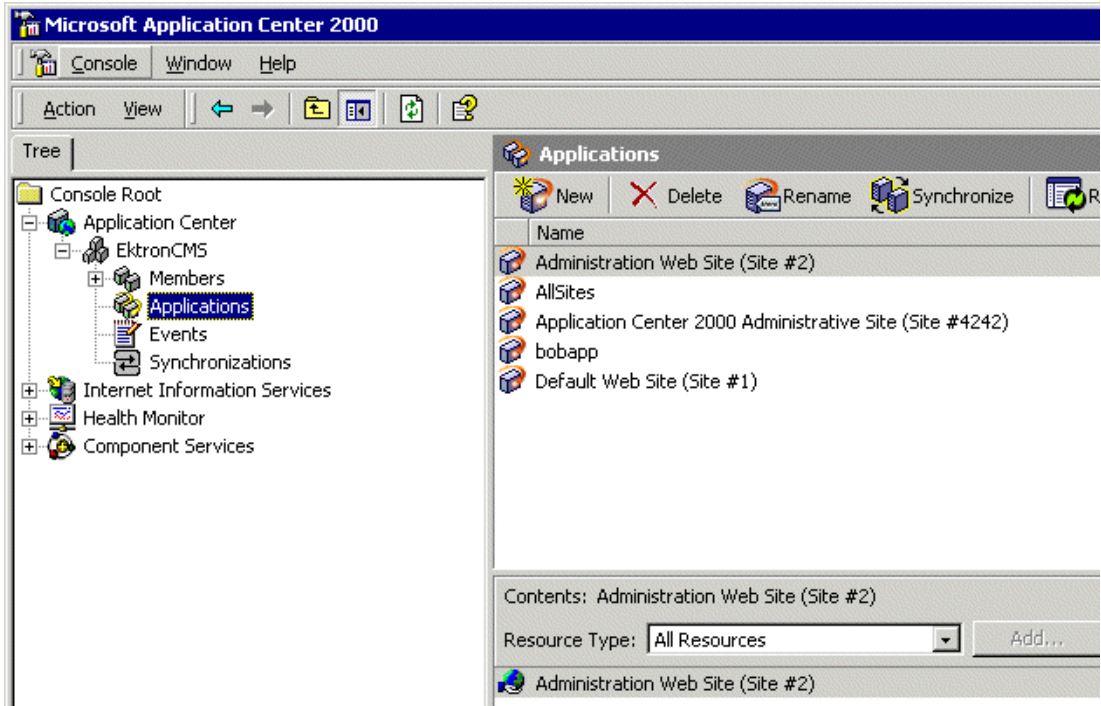 Microsoft Application Center 2000
Console Window Help
Action View
Tree
Console Root
Application Center
EktronCMS
Members
Applications
Events
Synchronizations
Internet Information Services
Health Monitor
Component Services
Applications
New Delete Rename Synchronize R
Name
Administration Web Site (Site #2)
AllSites
Application Center 2000 Administrative Site (Site #4242)
bobapp
Default Web Site (Site #1)
Contents: Administration Web Site (Site #2)
Resource Type: All Resources Add...
Administration Web Site (Site #2)